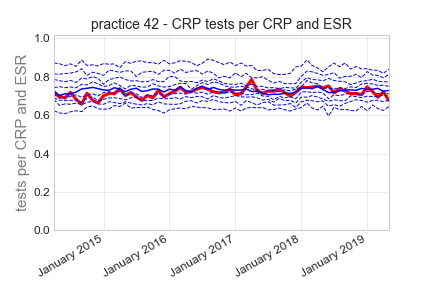 practice 42 - CRP tests per CRP and ESR
tests per CRP and ESR
1.0
0.8
0.6
0.4
0.2
0.0
January 2015
January 2016
January 2017
January 2018
January 2019